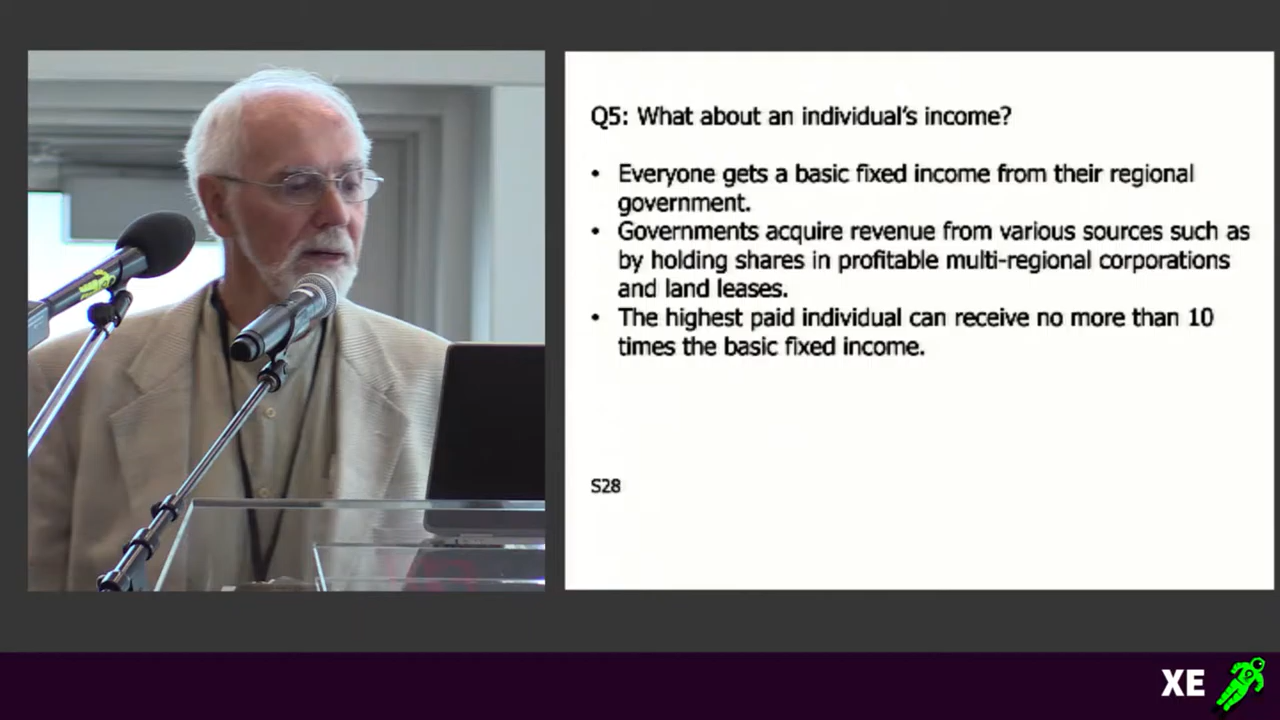 Q5: What about an individual's income?
• Everyone gets a basic fixed income from their regional
government.
• Governments acquire revenue from various sources such as
by holding shares in profitable multi-regional corporations
and land leases.
• The highest paid individual can receive no more than 10
times the basic fixed income.
S28
XE